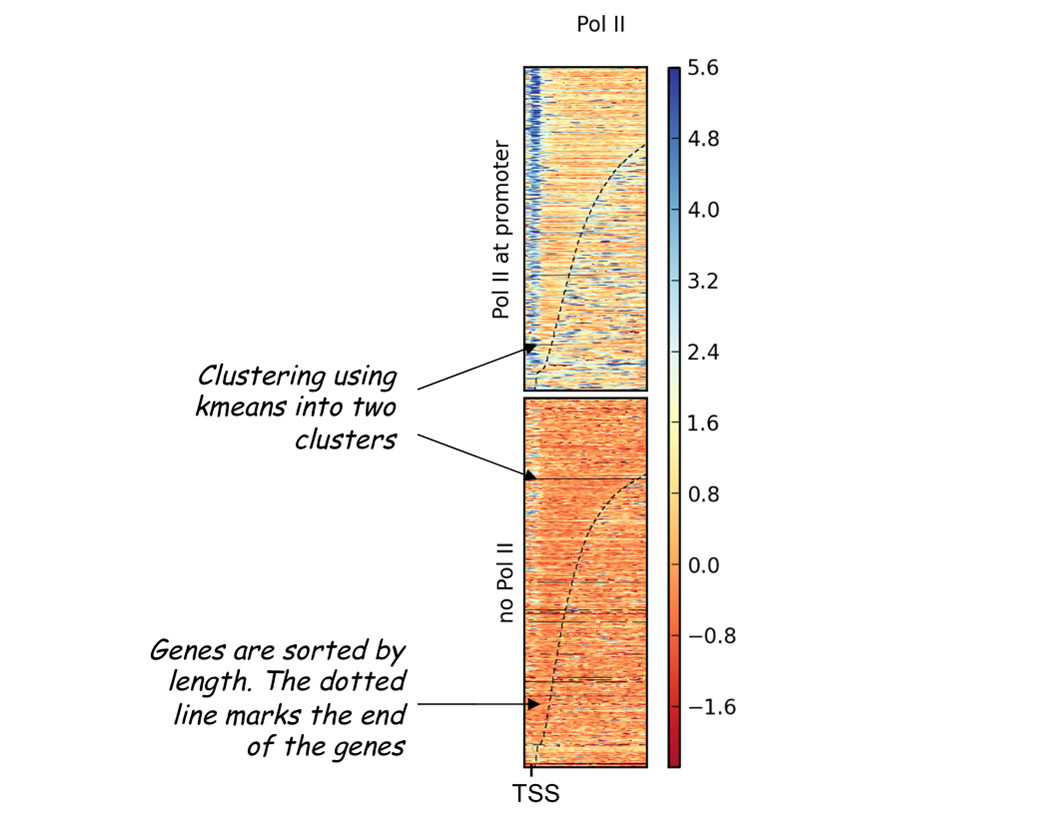 Pol II
5.6
4.8
4.0
3.2
2.4
1.6
0.8
0.0
−0.8
−1.6
Pol II at promoter
no Pol II
Clustering using
kmeans into two
clusters
Genes are sorted by
length. The dotted
line marks the end
of the genes
TSS